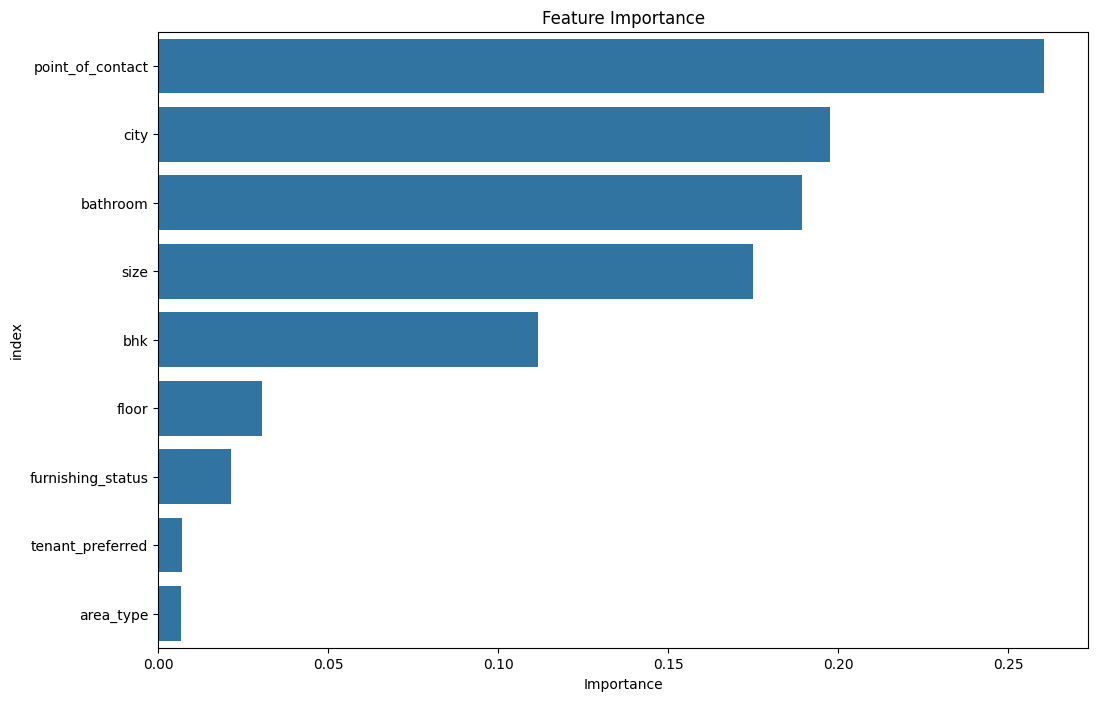 Feature Importance
point_of_contact
city
bathroom
size
bhk
floor
furnishing_status
tenant_preferred
area_type
index
0.00 0.05 0.10 0.15 0.20 0.25
Importance